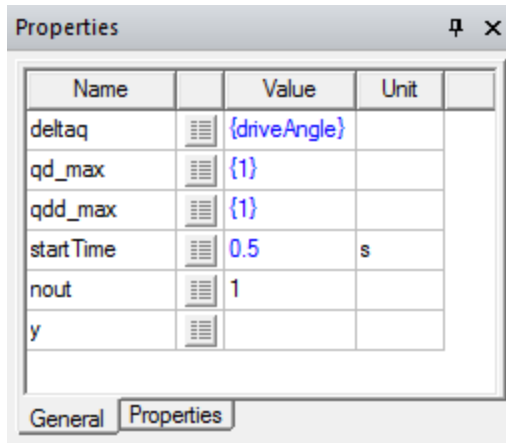 Properties
Name Value Unit
deltaq {driveAngle}
qd_max {1}
qdd_max {1}
startTime 0.5 s
nout 1
y
General Properties